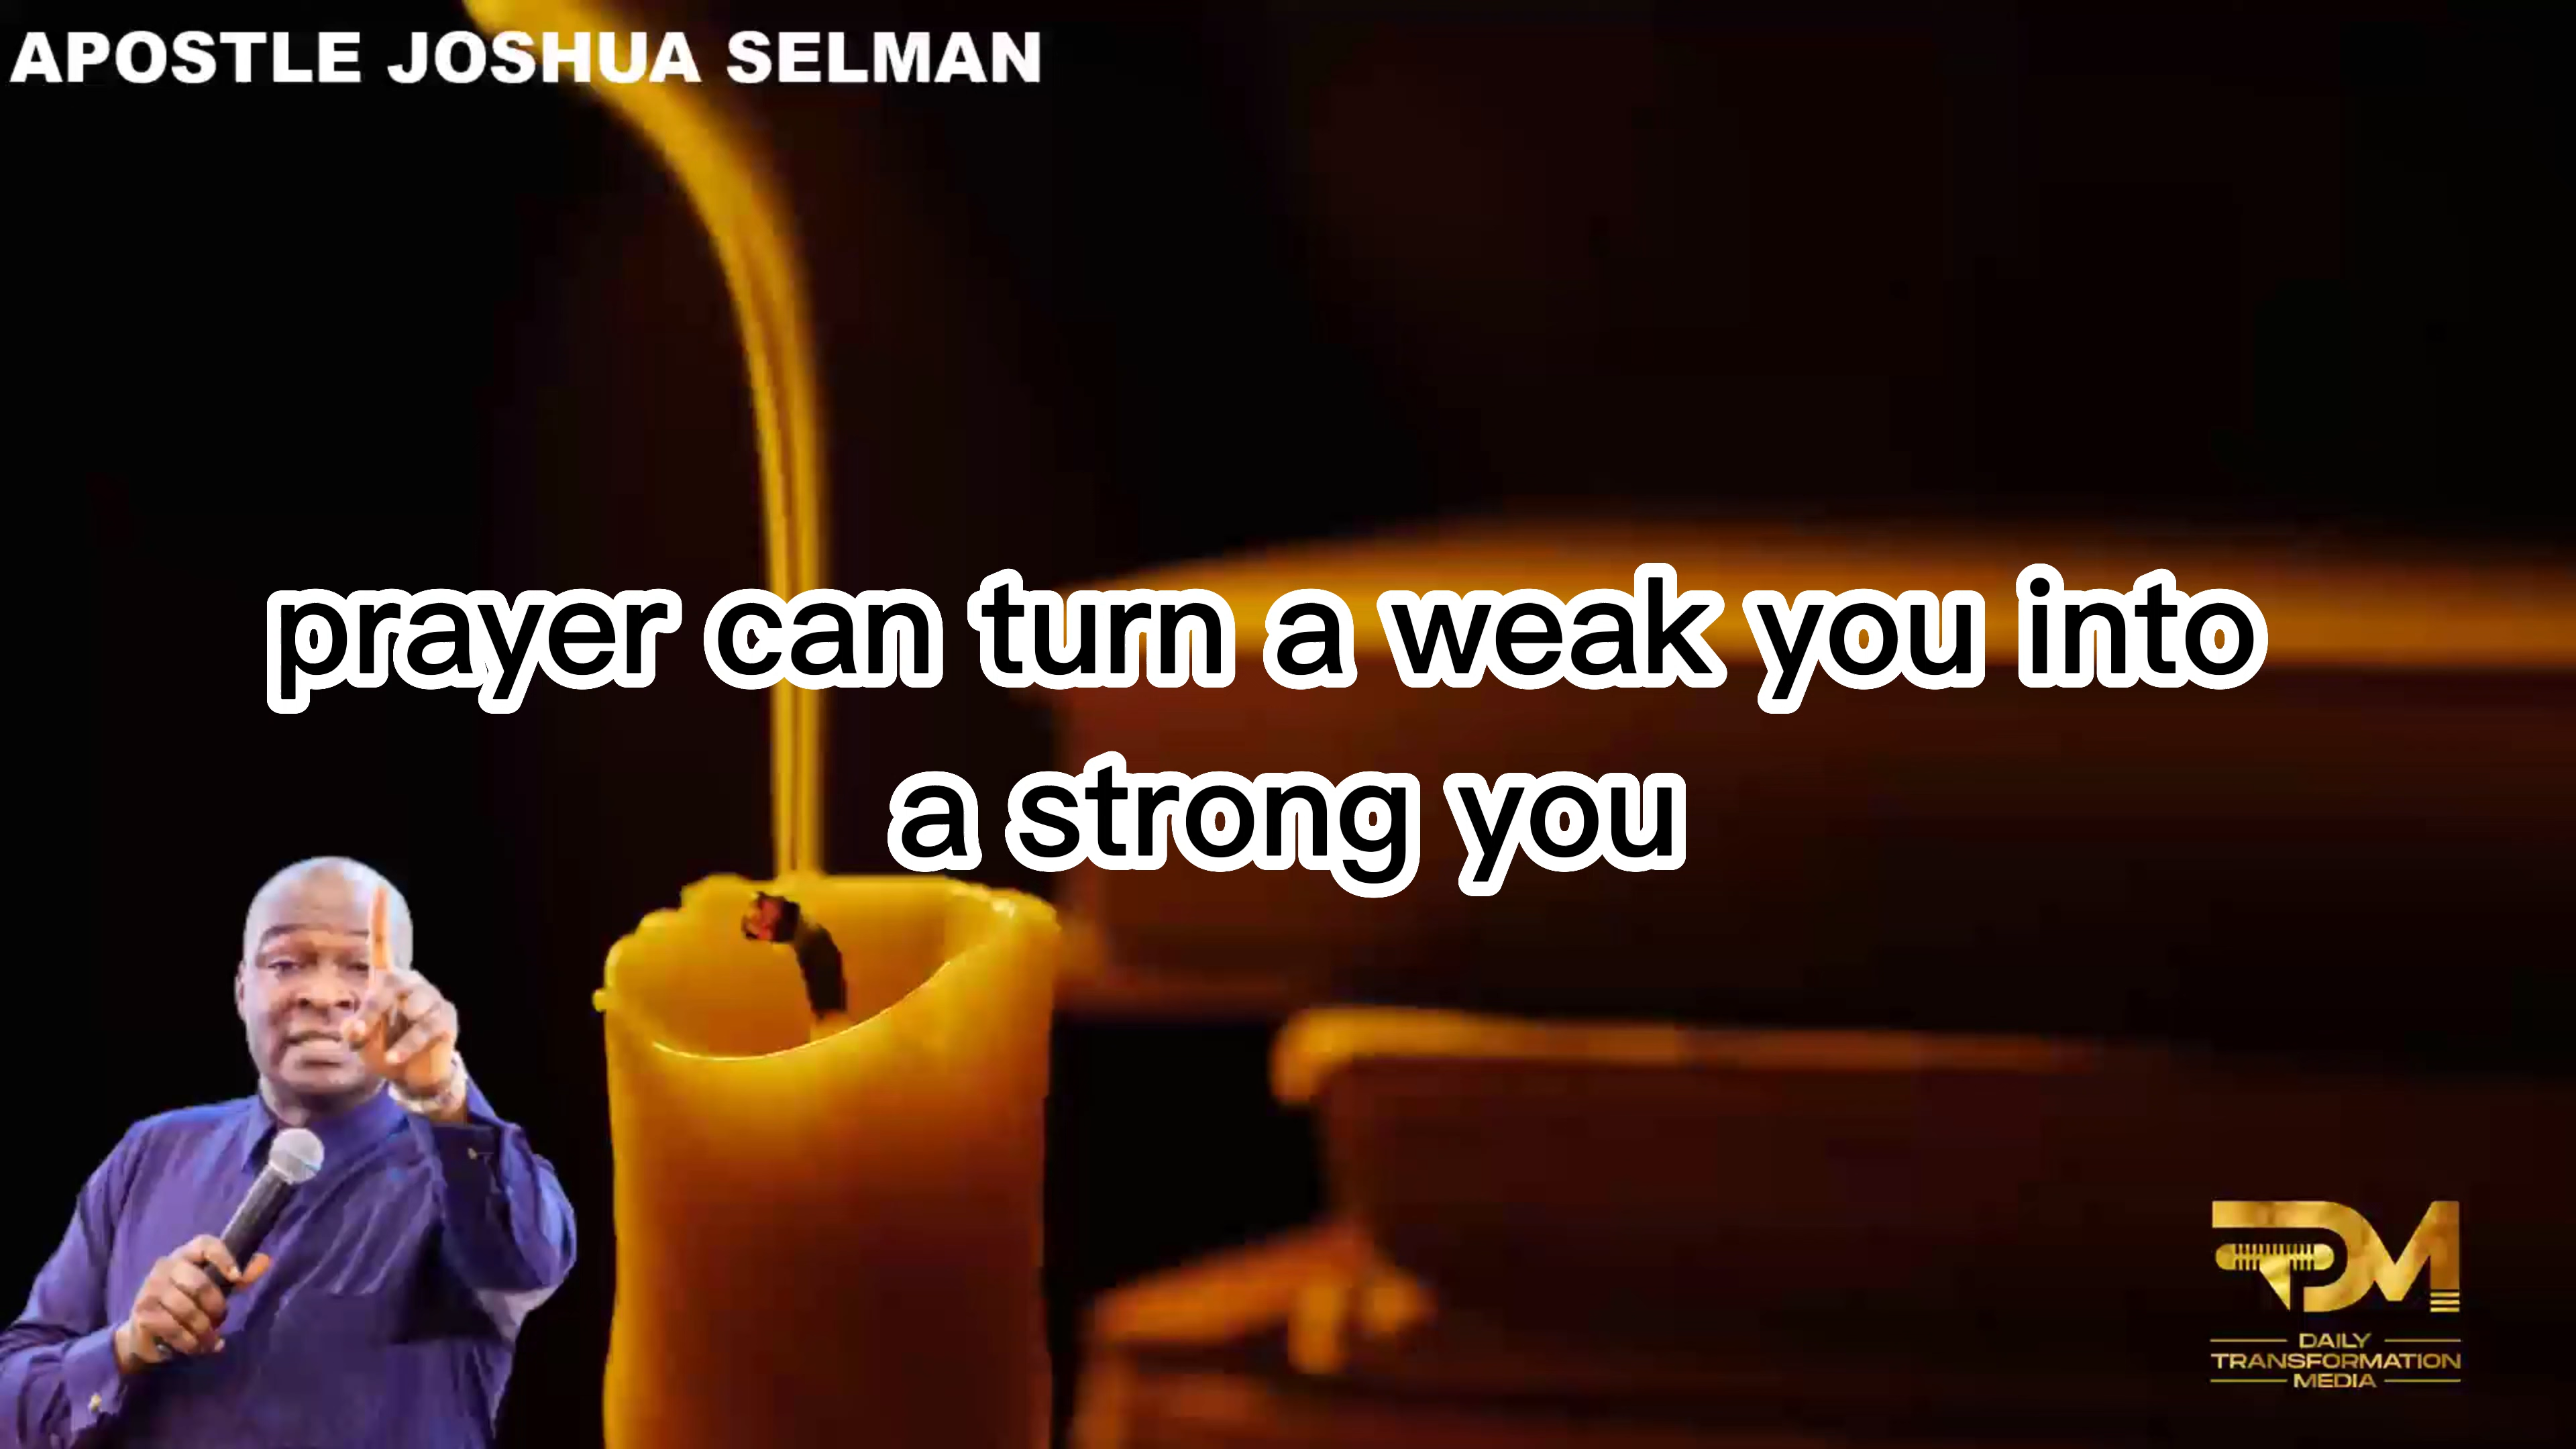 APOSTLE JOSHUA SELMAN
prayer can turn a weak you into
a strong you
DAILY
TRANSFORMATION
MEDIA